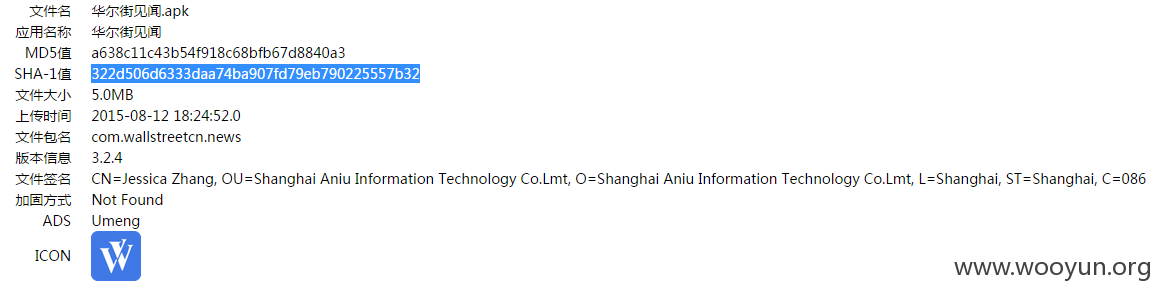 文件名 华尔街见闻.apk
应用名称 华尔街见闻
MD5值 a638c11c43b54f918c68bfb67d8840a3
SHA-1值 322d506d6333daa74ba907fd79eb790225557b32
文件大小 5.0MB
上传时间 2015-08-12 18:24:52.0
文件包名 com.wallstreetcn.news
版本信息 3.2.4
文件签名 CN=Jessica Zhang, OU=Shanghai Aniu Information Technology Co.Lmt, O=Shanghai Aniu Information Technology Co.Lmt, L=Shanghai, ST=Shanghai, C=086
加固方式 Not Found
ADS Umeng
ICON W
www.wooyun.org